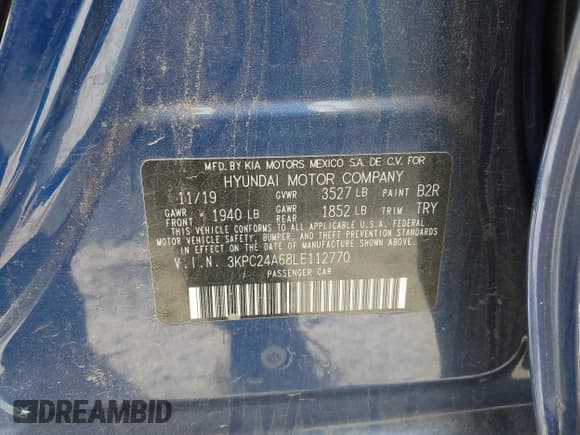 MFD. BY KIA MOTORS MEXICO S.A. DE C.V. FOR
HYUNDAI MOTOR COMPANY
11/19 GVWR 3527 LB PAINT B2R
GAWR FRONT 1940 LB GAWR REAR 1852 LB TRIM TRY
THIS VEHICLE CONFORMS TO ALL APPLICABLE U.S.A. FEDERAL
MOTOR VEHICLE SAFETY, BUMPER, AND THEFT PREVENTION STANDARDS
IN EFFECT ON THE DATE OF MANUFACTURE SHOWN ABOVE.
V.I.N. 3KPC24A68LE112770
PASSENGER CAR
DREAMBID